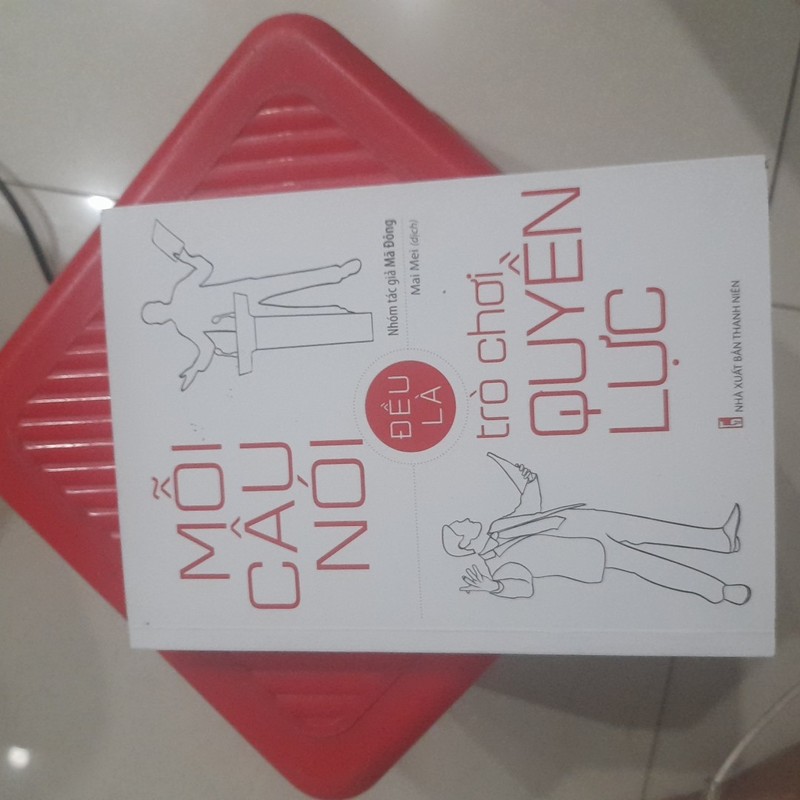 MỖI
CÂU
NÓI
ĐỀU
LÀ
Nhóm tác giả Mã Đông
Mai Mei (dịch)
trò chơi
QUYỀN
LỰC
NHÀ XUẤT BẢN THANH NIÊN